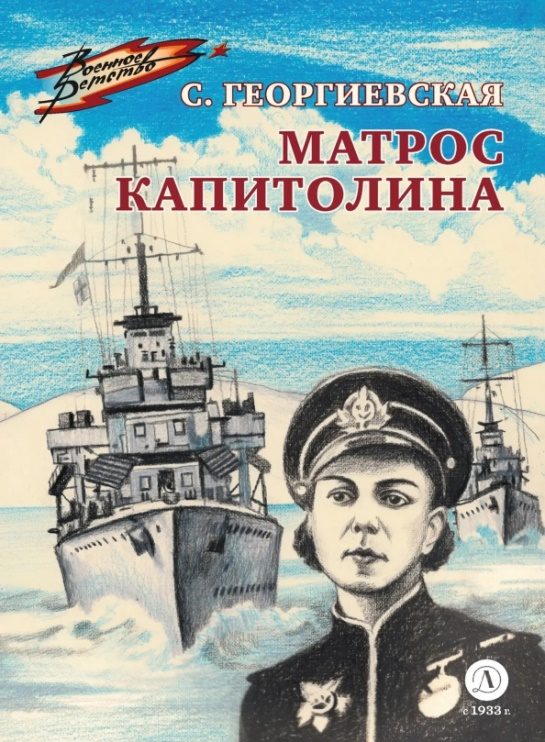 Военное
Детство
С. ГЕОРГИЕВСКАЯ
МАТРОС
КАПИТОЛИНА
Д
с 1933 г.